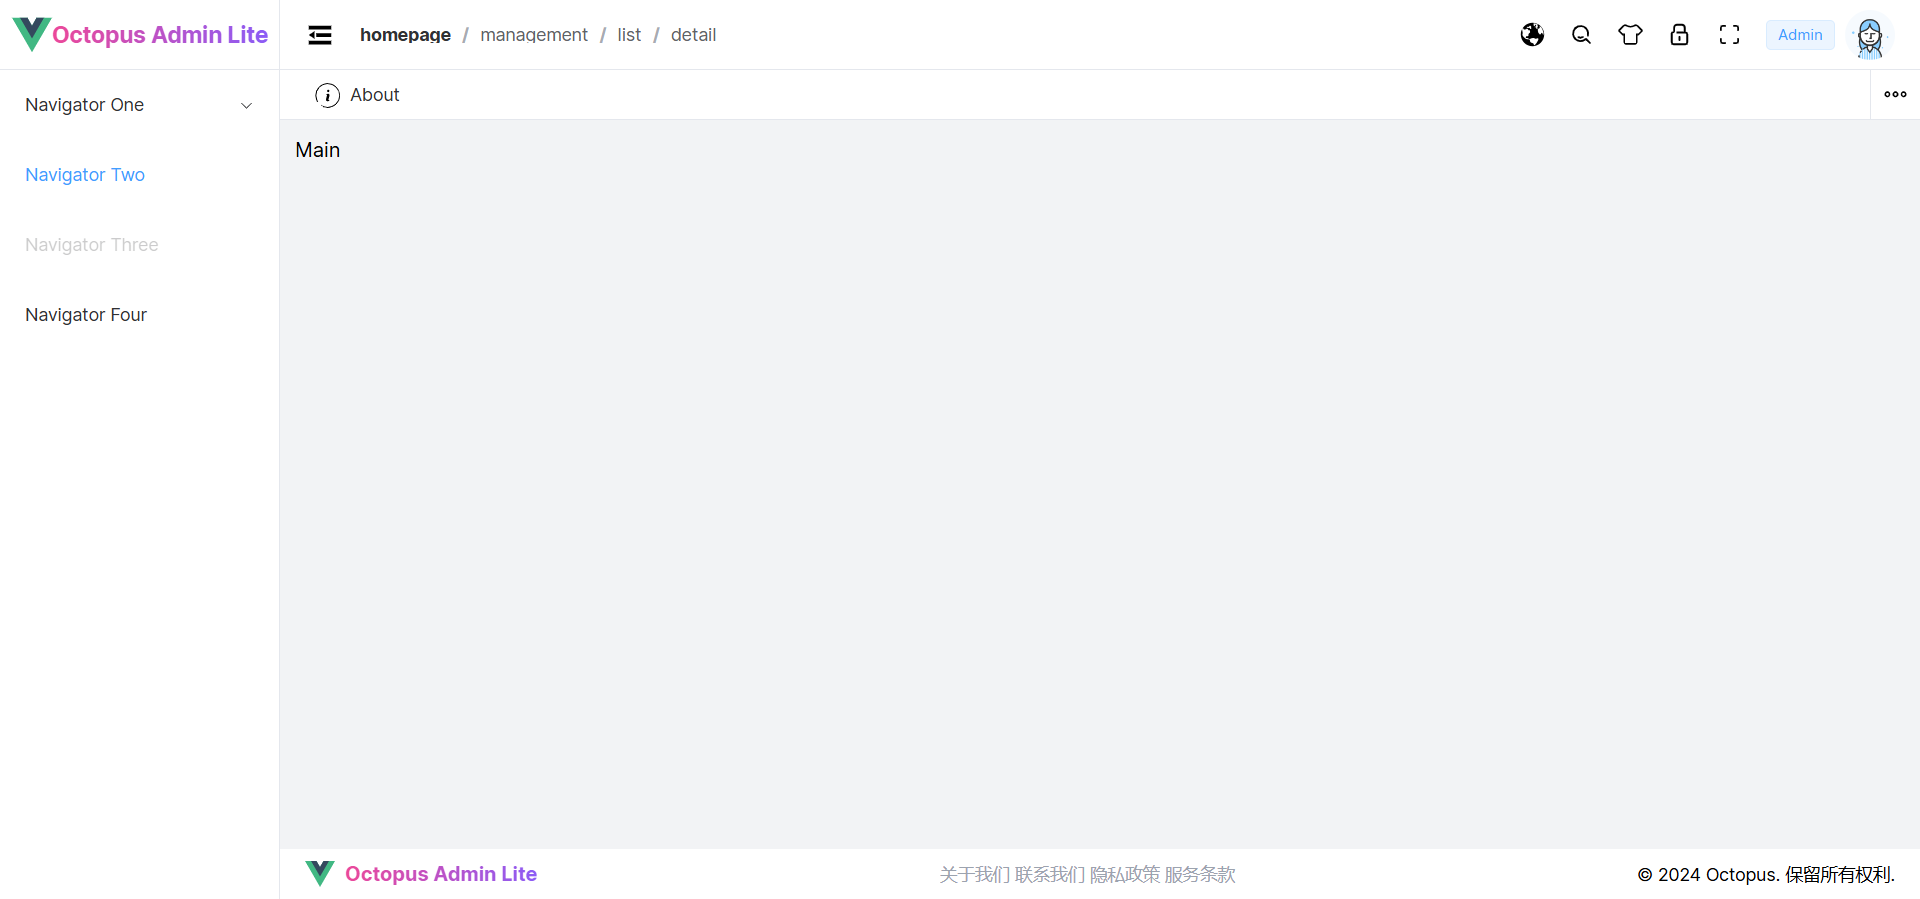 Octopus Admin Lite
homepage / management / list / detail
Admin
Navigator One
Navigator Two
Navigator Three
Navigator Four
About
Main
Octopus Admin Lite
关于我们 联系我们 隐私政策 服务条款
© 2024 Octopus. 保留所有权利.